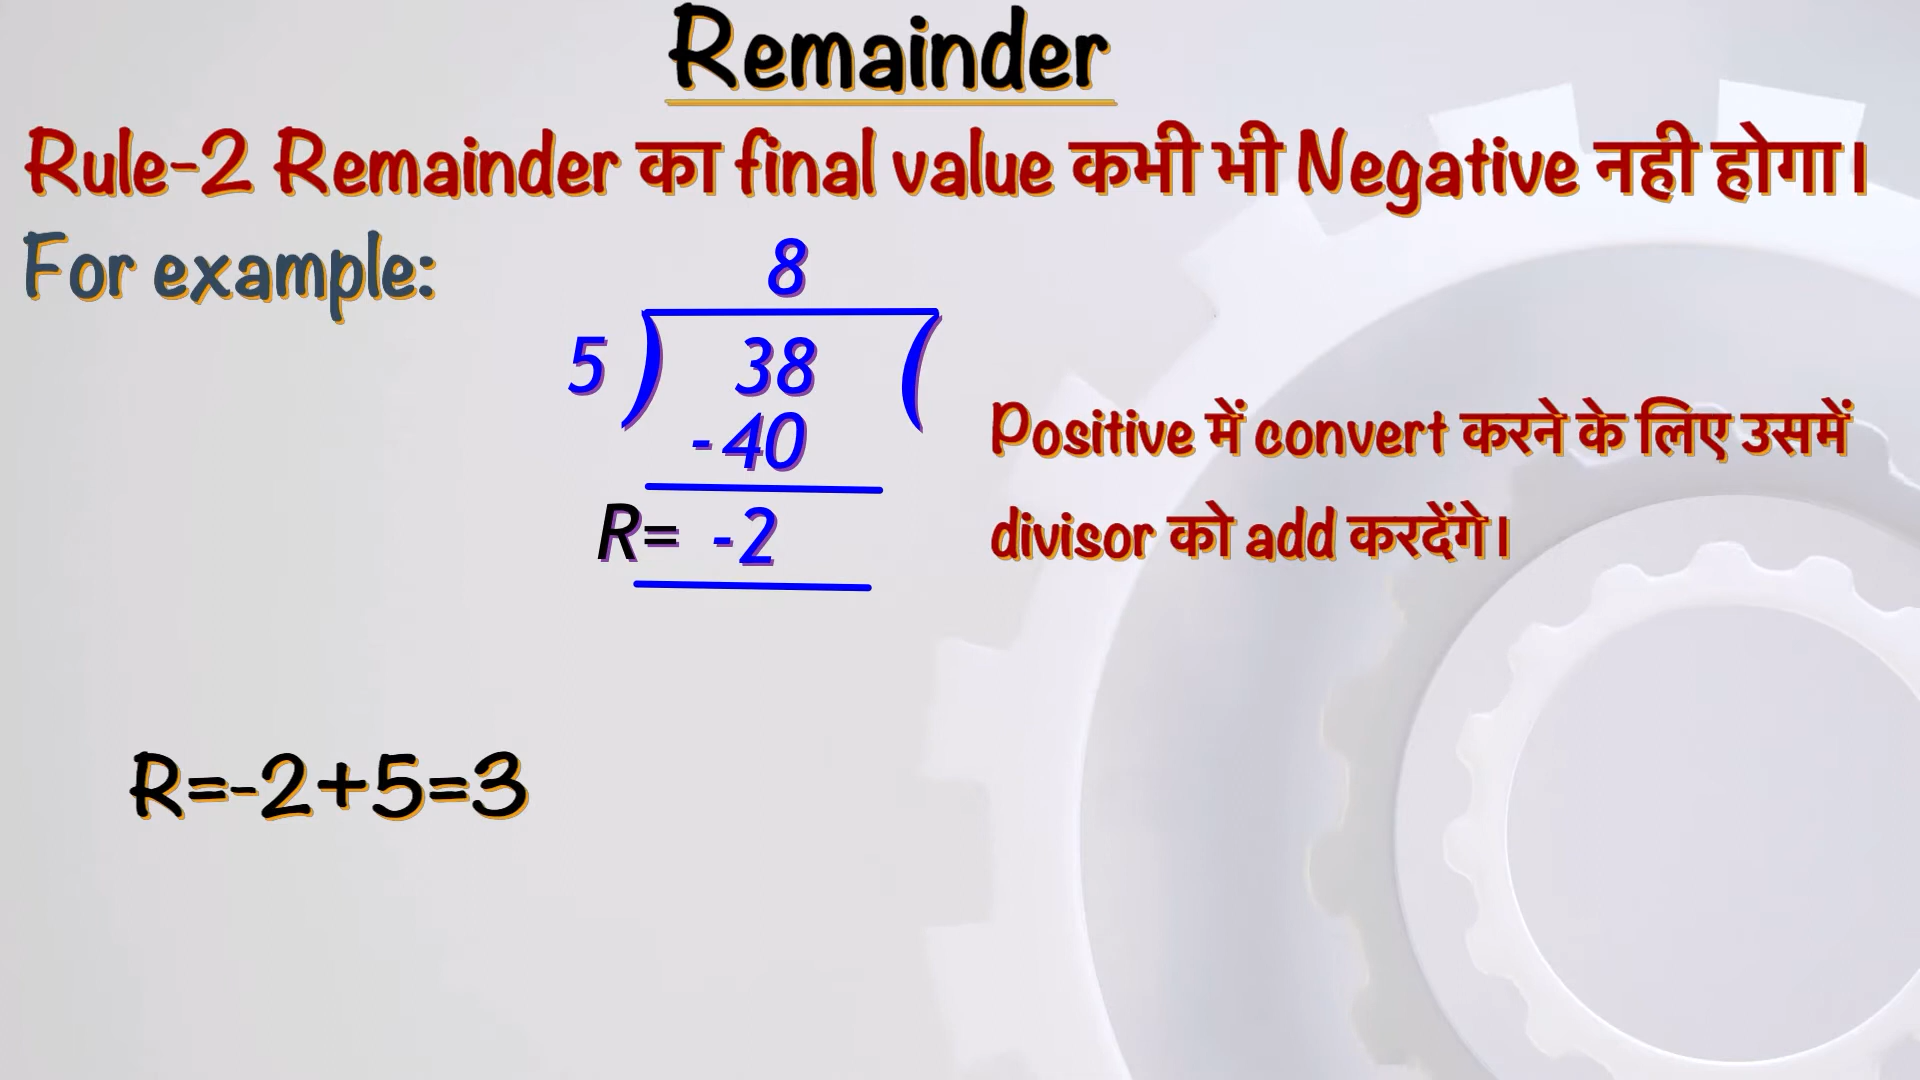 Remainder
Rule-2 Remainder का final value कभी भी Negative नही होगा।
For example:
8
5 ) 38 (
-40
R= -2
Positive में convert करने के लिए उसमें
divisor को add करदेंगे।
R=-2+5=3